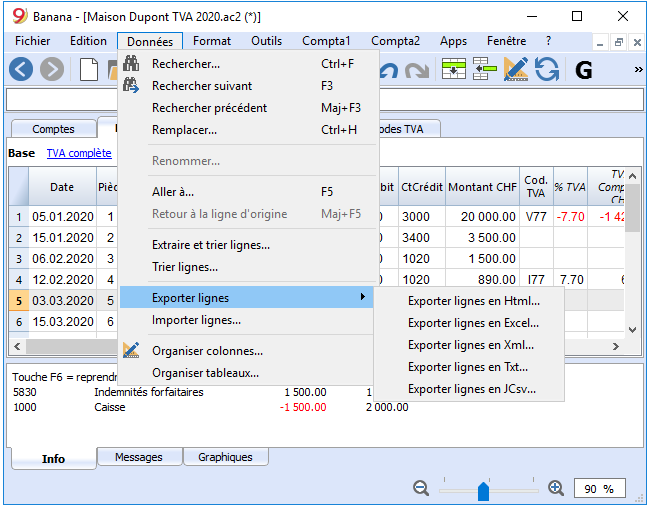 Banana - [Maison Dupont TVA 2020.ac2 (*)]
Fichier Edition Données Format Outils Compta1 Compta2 Apps Fenêtre ?
G »
Rechercher... Ctrl+F
Rechercher suivant F3
Rechercher précédent Maj+F3
Remplacer... Ctrl+H
Renommer...
Aller à... F5
Retour à la ligne d'origine Maj+F5
Extraire et trier lignes...
Trier lignes...
Exporter lignes
Importer lignes...
Organiser colonnes...
Organiser tableaux...
Exporter lignes en Html...
Exporter lignes en Excel...
Exporter lignes en Xml...
Exporter lignes en Txt...
Exporter lignes en JCsv...
Comptes odes TVA
Base TVA complète
Date Pièc bit CtCrédit Montant CHF Cod. TVA % TVA
1 05.01.2020 1 3000 20 000.00 V77 -7.70 -1 42
2 15.01.2020 2 3400 3 500.00
3 06.02.2020 3 1020 1 500.00
4 12.02.2020 4 1020 890.00 I77 7.70 6
5 03.03.2020 5
6 15.03.2020 6
Touche F6 = reprendr
5830 Indemnités forfaitaires 1 500.00 1
1000 Caisse -1 500.00 2 000.00
Info Messages Graphiques
90 %